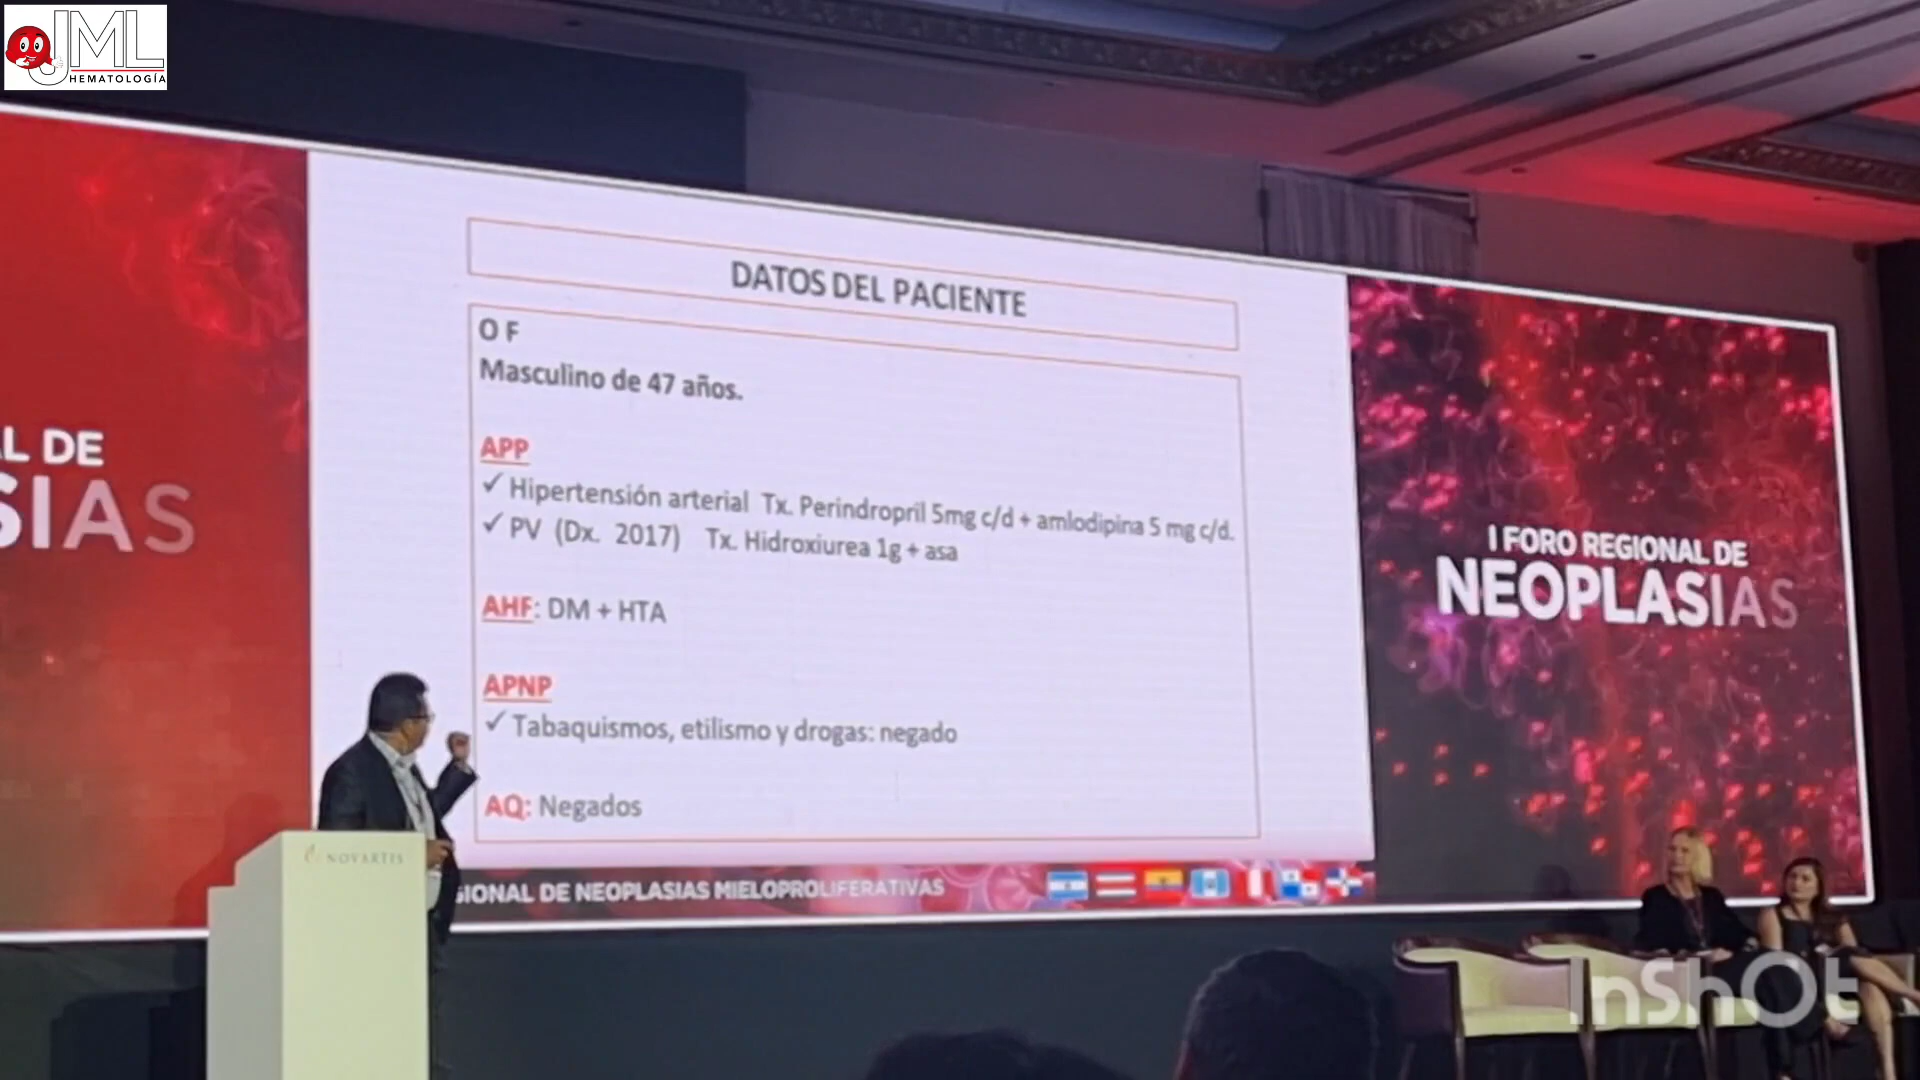 JML
HEMATOLOGÍA
DATOS DEL PACIENTE
O F
Masculino de 47 años.
APP
✓ Hipertensión arterial Tx. Perindropril 5mg c/d + amlodipina 5 mg c/d.
✓ PV (Dx. 2017) Tx. Hidroxiurea 1g + asa
AHF: DM + HTA
APNP
✓ Tabaquismos, etilismo y drogas: negado
AQ: Negados
L DE
SIAS
I FORO REGIONAL DE
NEOPLASIAS
NOVARTIS
GIONAL DE NEOPLASIAS MIELOPROLIFERATIVAS
InShOt